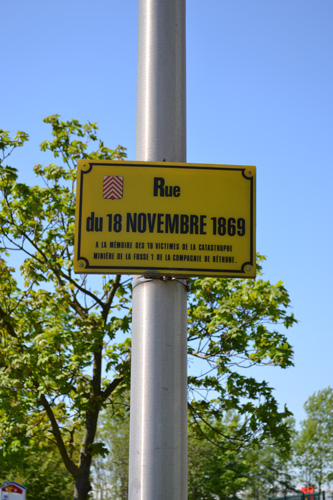 Rue
du 18 NOVEMBRE 1869
A LA MÉMOIRE DES 19 VICTIMES DE LA CATASTROPHE
MINIÈRE DE LA FOSSE 1 DE LA COMPAGNIE DE BÉTHUNE.